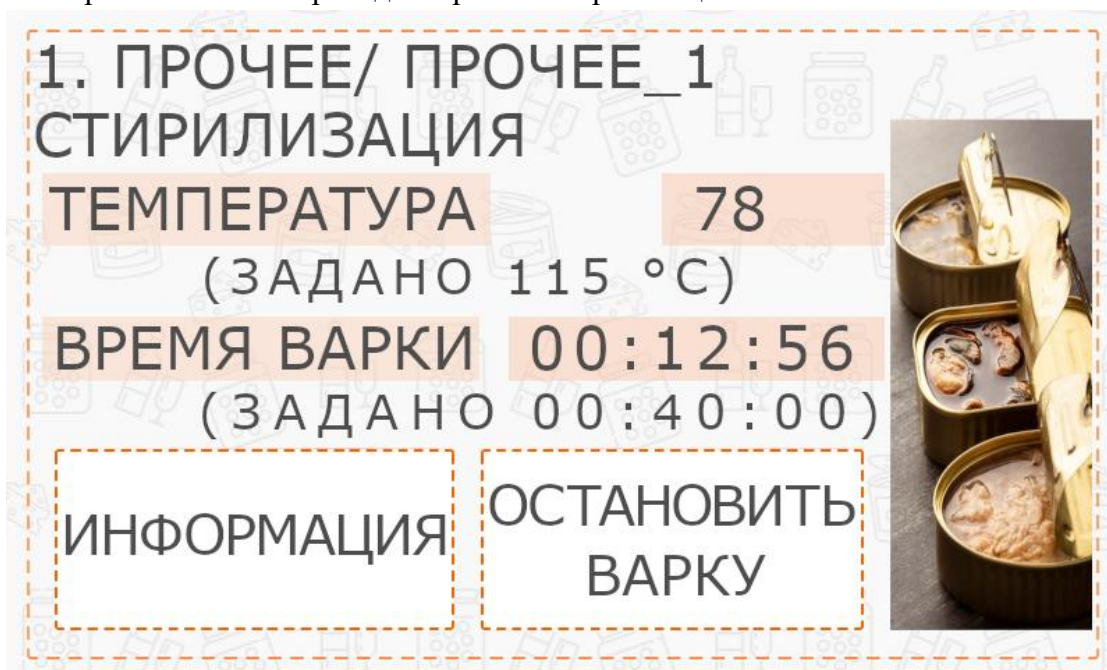 1. ПРОЧЕЕ/ ПРОЧЕЕ_1
СТИРИЛИЗАЦИЯ
ТЕМПЕРАТУРА 78
(ЗАДАНО 115 °C)
ВРЕМЯ ВАРКИ 00:12:56
(ЗАДАНО 00:40:00)
ИНФОРМАЦИЯ
ОСТАНОВИТЬ
ВАРКУ